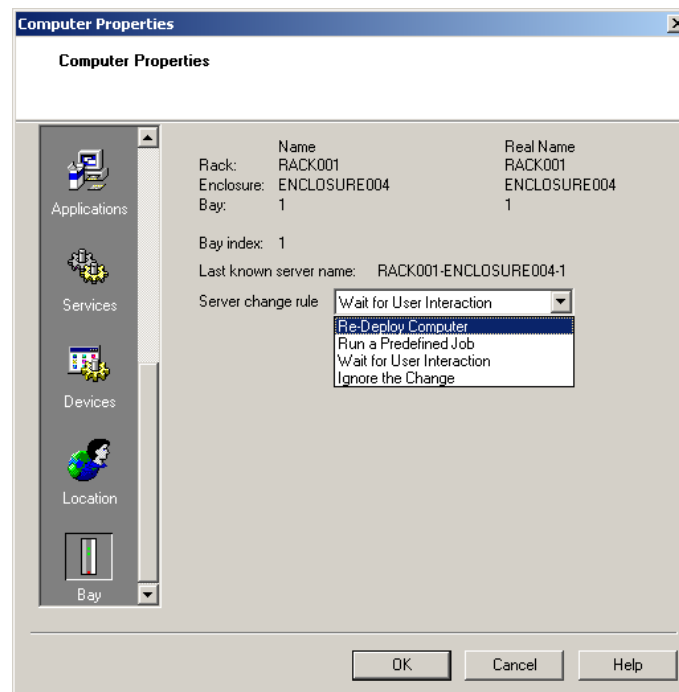 Computer Properties
Computer Properties
Applications
Services
Devices
Location
Bay
Name Real Name
Rack: RACK001 RACK001
Enclosure: ENCLOSURE004 ENCLOSURE004
Bay: 1 1
Bay index: 1
Last known server name: RACK001-ENCLOSURE004-1
Server change rule Wait for User Interaction
Re-Deploy Computer
Run a Predefined Job
Wait for User Interaction
Ignore the Change
OK Cancel Help